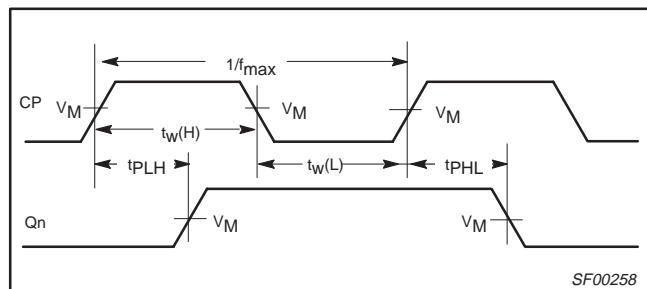 1/fmax
CP
VM
VM
VM
tw(H)
tPLH
tw(L)
tPHL
Qn
VM
VM
SF00258